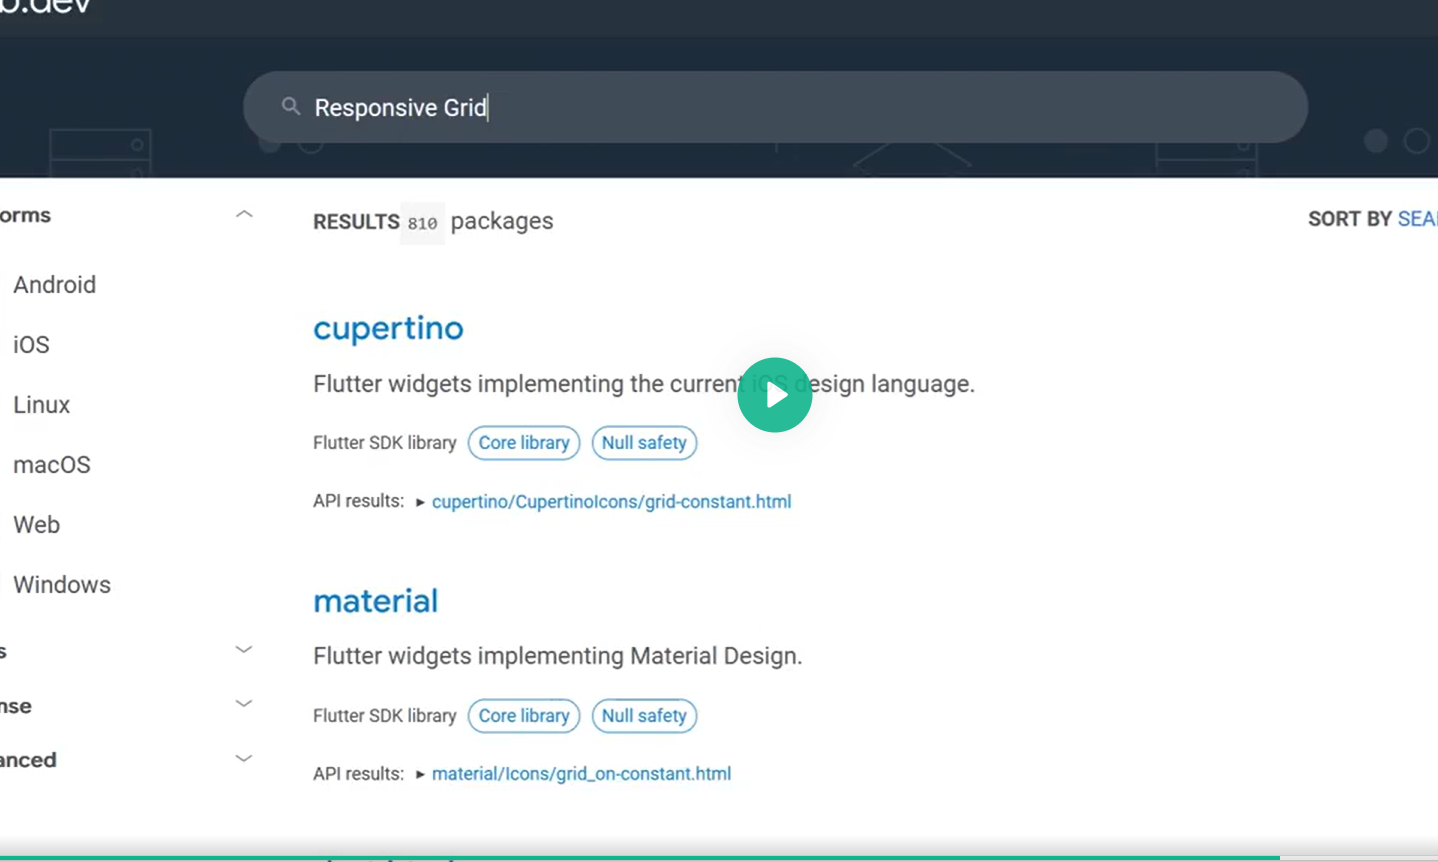 b.dev
Responsive Grid
orms
Android
iOS
Linux
macOS
Web
Windows
s
nse
anced
RESULTS 810 packages
SORT BY SEA
cupertino
Flutter widgets implementing the current iOS design language.
Flutter SDK library Core library Null safety
API results: ▸ cupertino/CupertinoIcons/grid-constant.html
material
Flutter widgets implementing Material Design.
Flutter SDK library Core library Null safety
API results: ▸ material/Icons/grid_on-constant.html